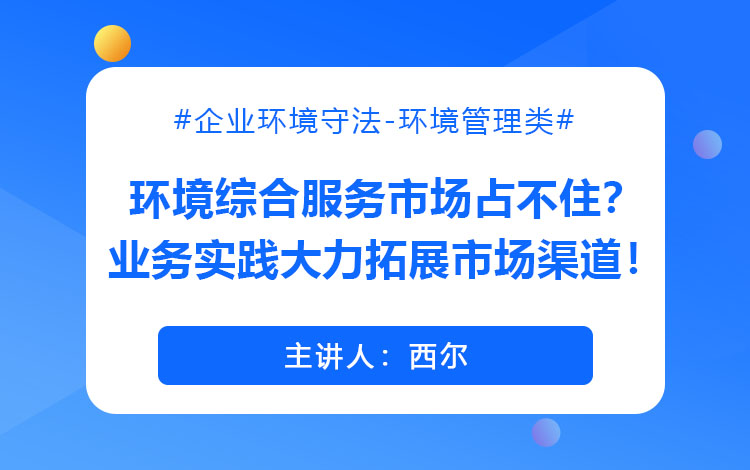 #企业环境守法-环境管理类#
环境综合服务市场占不住?
业务实践大力拓展市场渠道!
主讲人：西尔